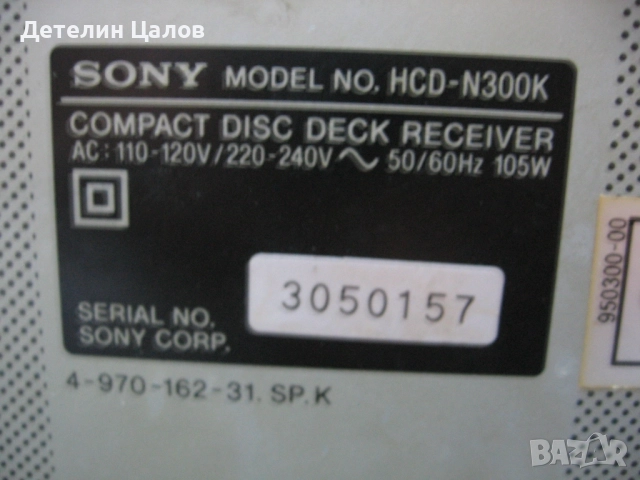 Детелин Цалов
SONY MODEL NO. HCD-N300K
COMPACT DISC DECK RECEIVER
AC: 110-120V/220-240V ~ 50/60Hz 105W
3050157
SERIAL NO.
SONY CORP.
4-970-162-31. SP.K
950300-00
BAZAR